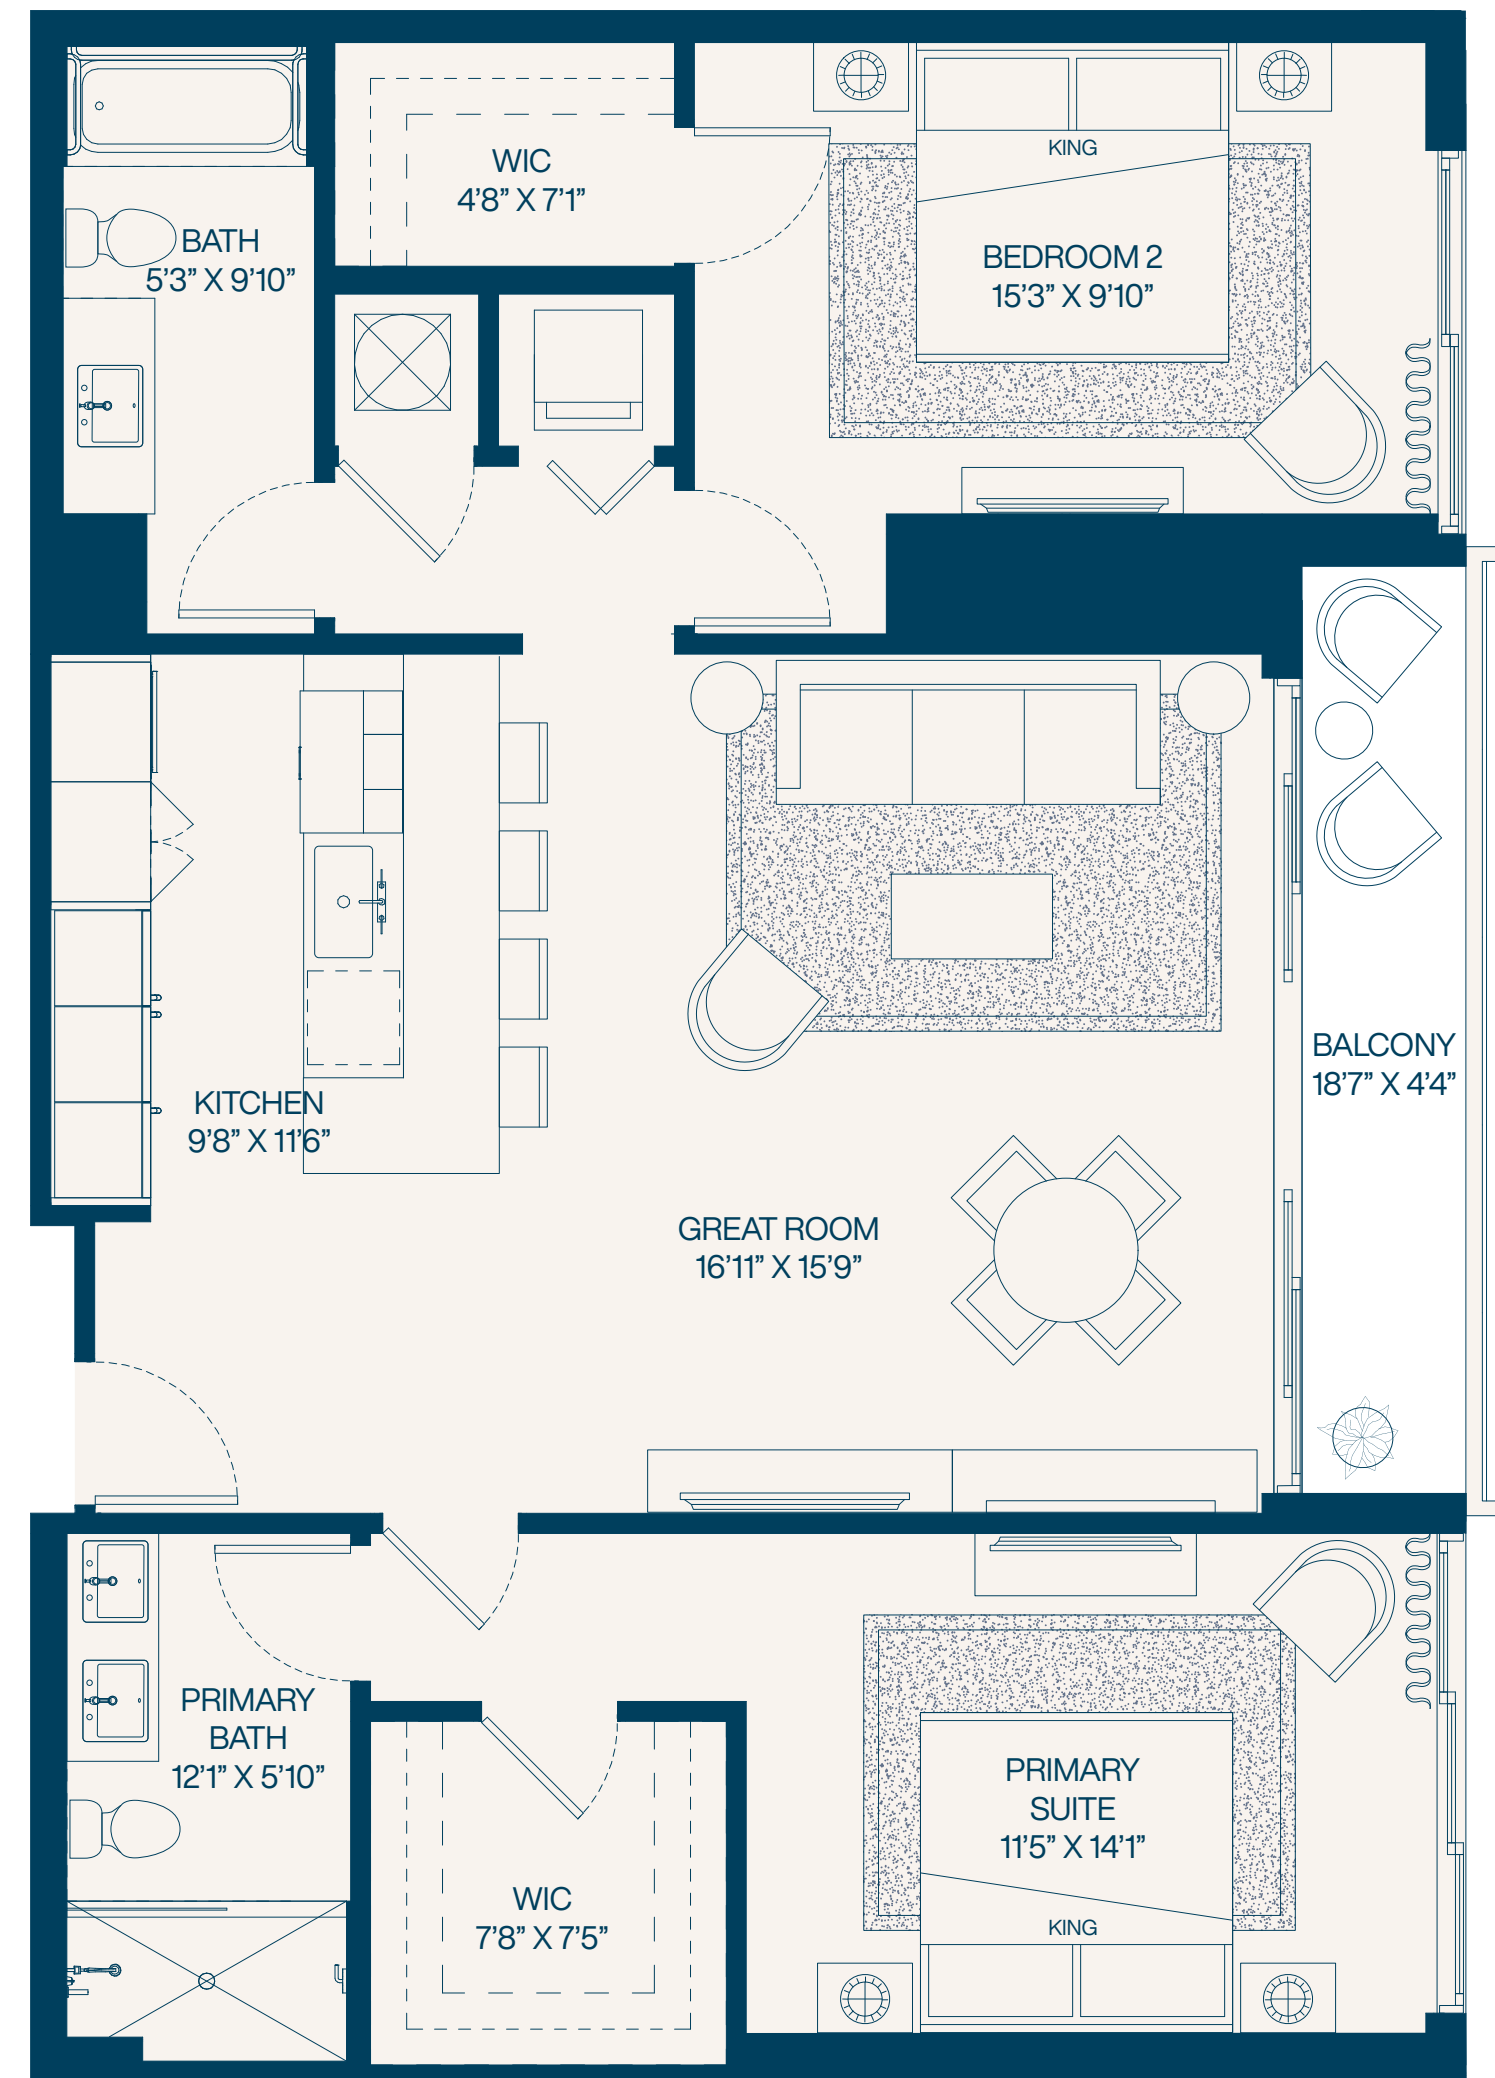 WIC
4’8” X 7’1”
KING
BATH
5’3” X 9’10”
BEDROOM 2
15’3” X 9’10”
BALCONY
18’7” X 4’4”
KITCHEN
9’8” X 11’6”
GREAT ROOM
16’11” X 15’9”
PRIMARY
BATH
12’1” X 5’10”
PRIMARY
SUITE
11’5” X 14’1”
WIC
7’8” X 7’5”
KING